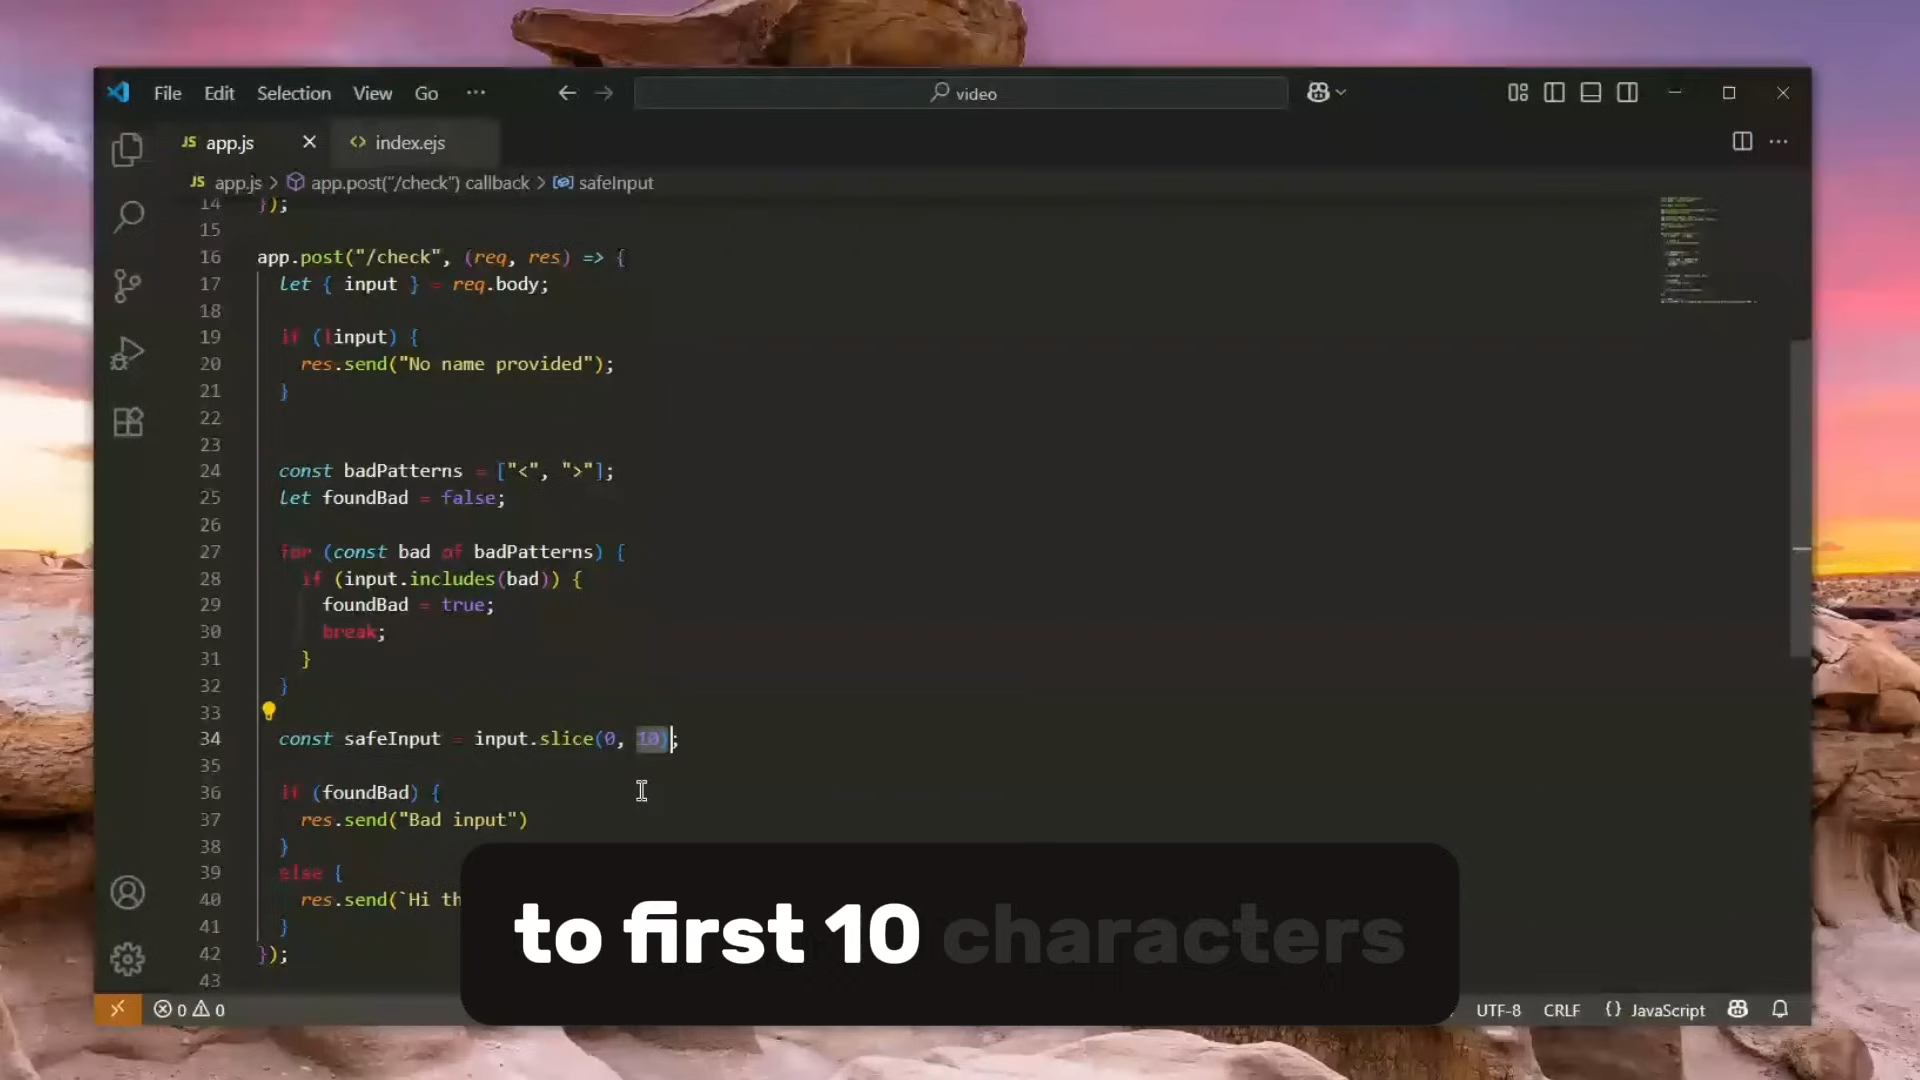 File Edit Selection View Go ··· video
JS app.js index.ejs
JS app.js > app.post("/check") callback > safeInput
14 });
15
16 app.post("/check", (req, res) => {
17 let { input } = req.body;
18
19 if (!input) {
20 res.send("No name provided");
21 }
22
23
24 const badPatterns = ["<", ">"];
25 let foundBad = false;
26
27 for (const bad of badPatterns) {
28 if (input.includes(bad)) {
29 foundBad = true;
30 break;
31 }
32 }
33
34 const safeInput = input.slice(0, 10);
35
36 if (foundBad) {
37 res.send("Bad input")
38 }
39 else {
40 res.send(`Hi th
41 }
42 });
43
to first 10 characters
0 0 UTF-8 CRLF {} JavaScript